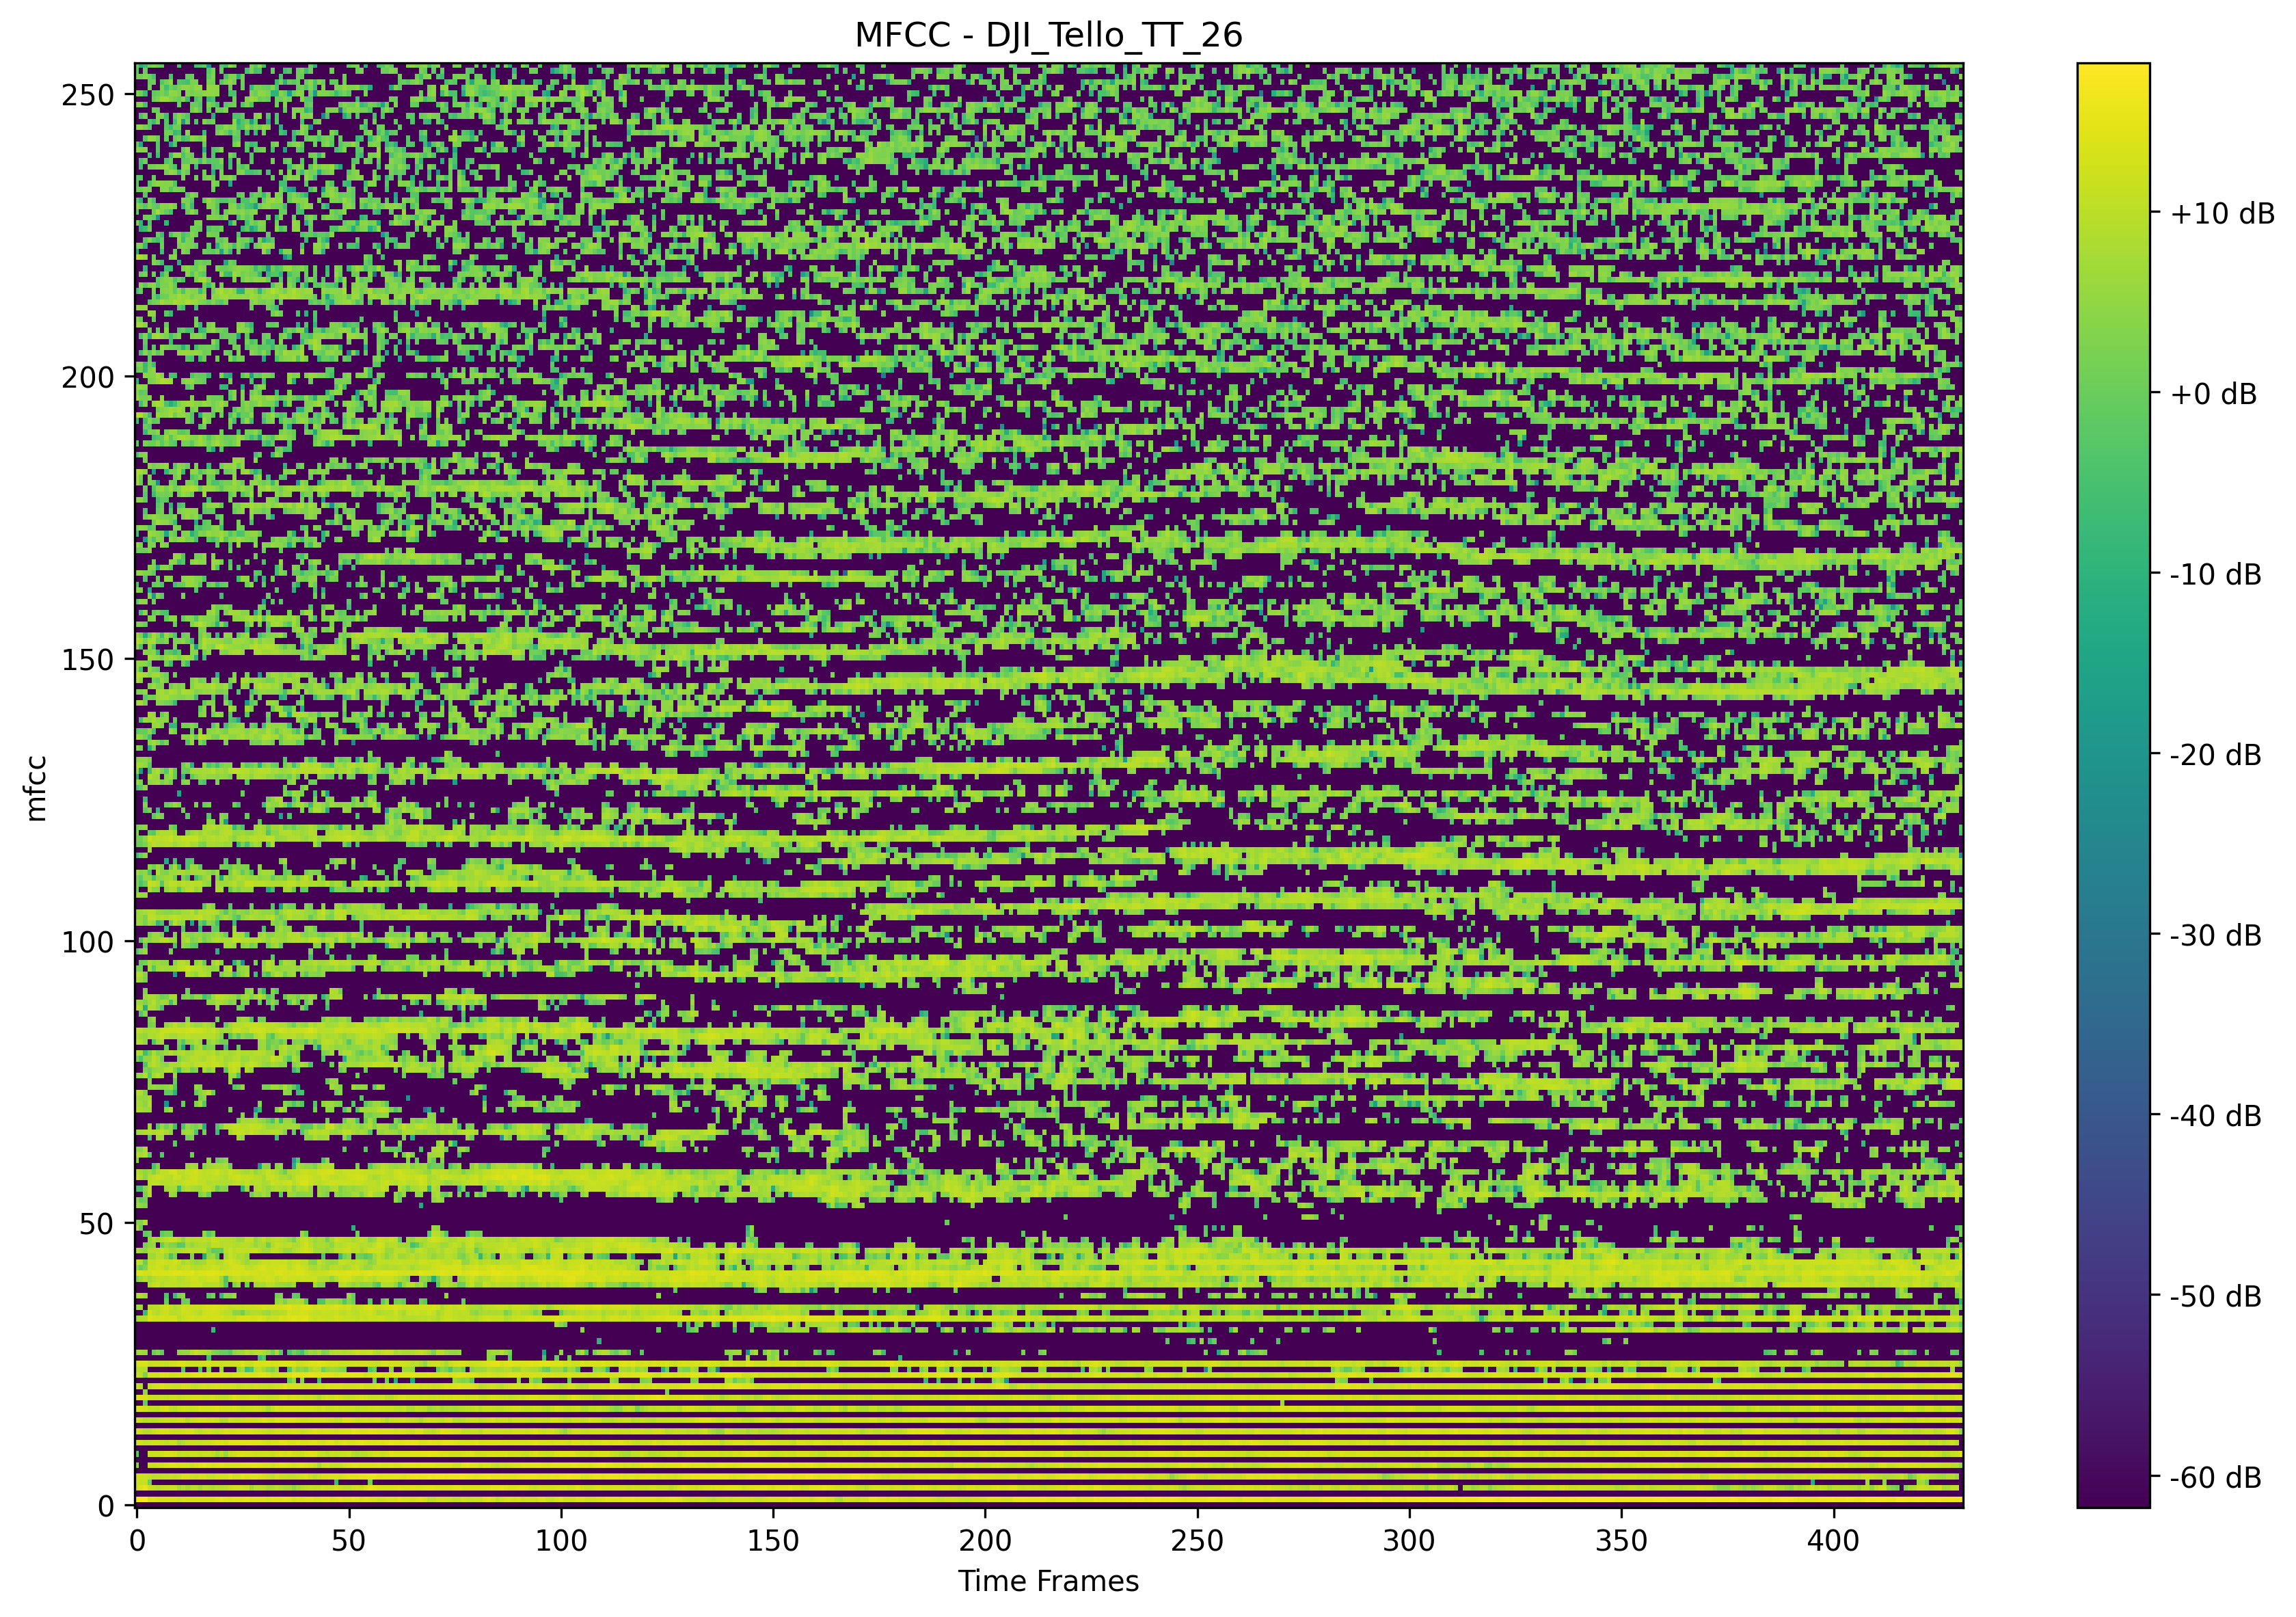 MFCC - DJI_Tello_TT_26
250
200
150
100
50
0
mfcc
0 50 100 150 200 250 300 350 400
Time Frames
+10 dB
+0 dB
-10 dB
-20 dB
-30 dB
-40 dB
-50 dB
-60 dB